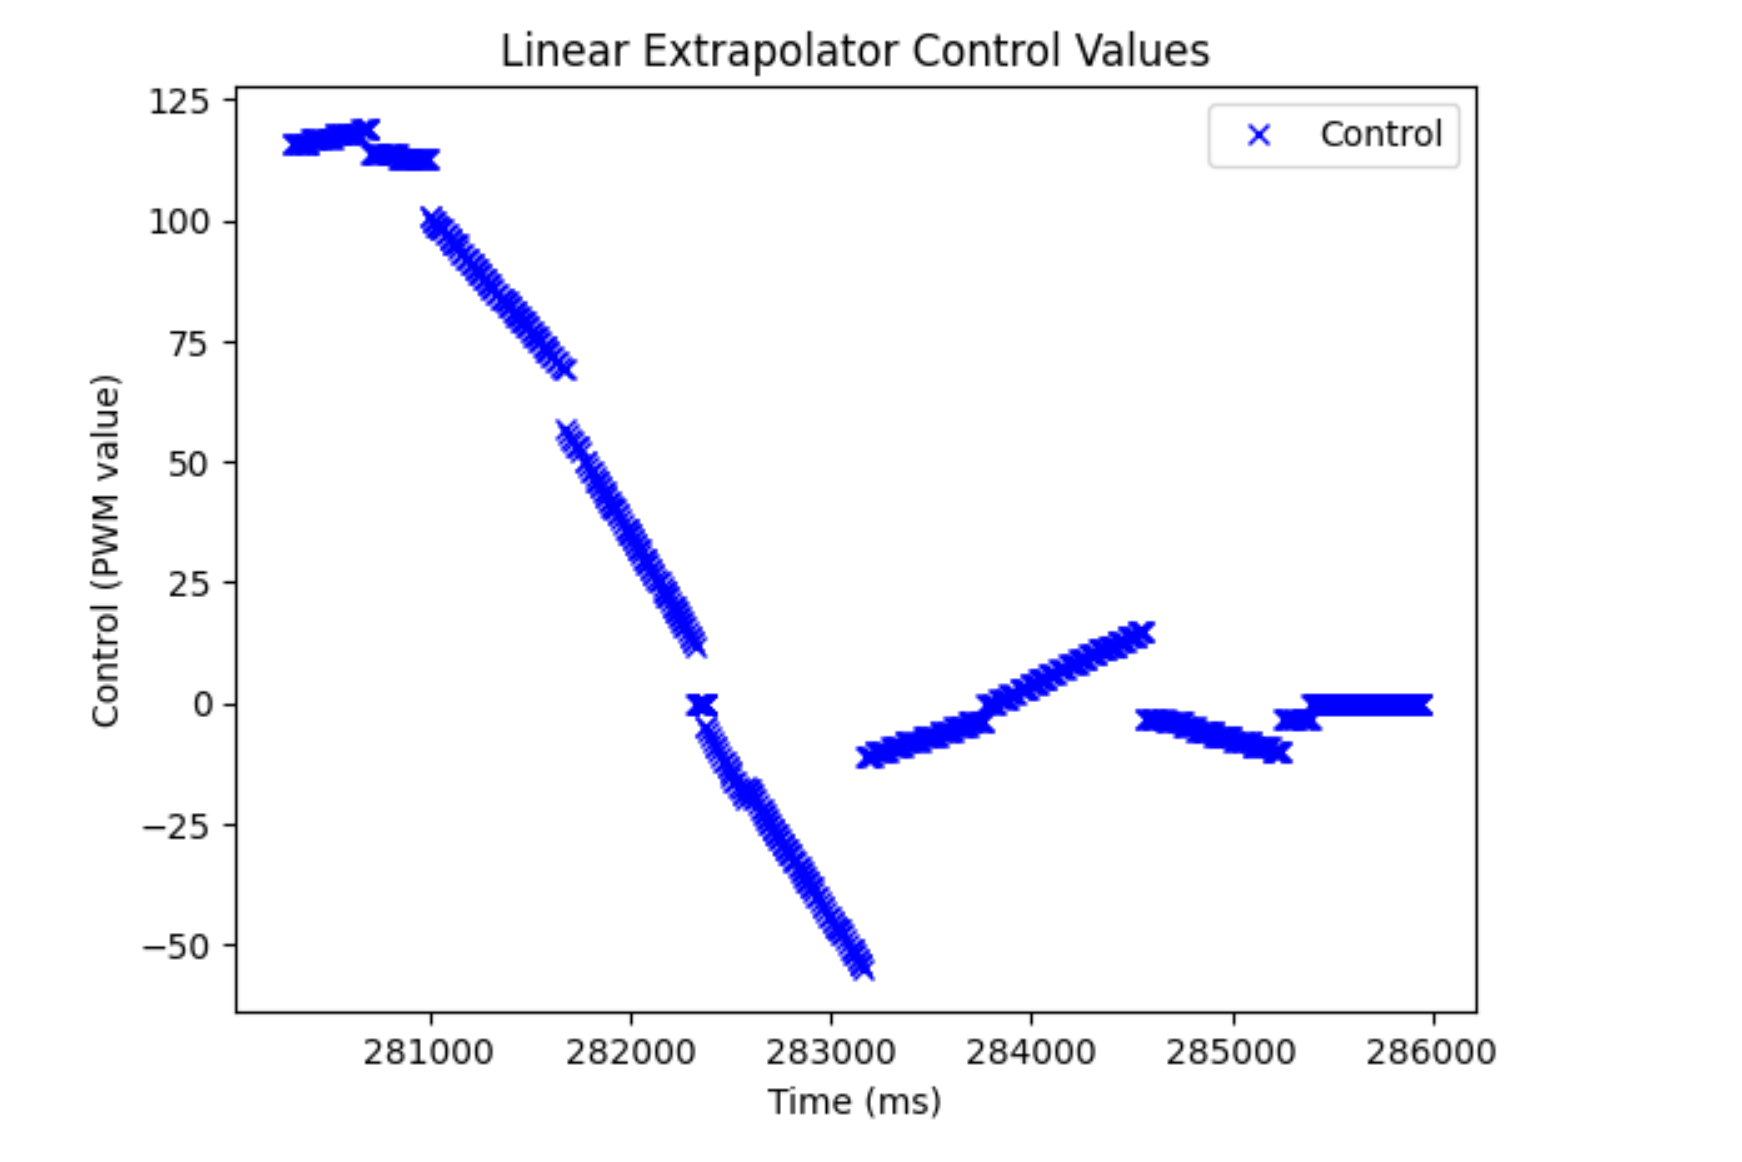 Linear Extrapolator Control Values
Control
125
100
75
50
25
0
−25
−50
Control (PWM value)
281000 282000 283000 284000 285000 286000
Time (ms)